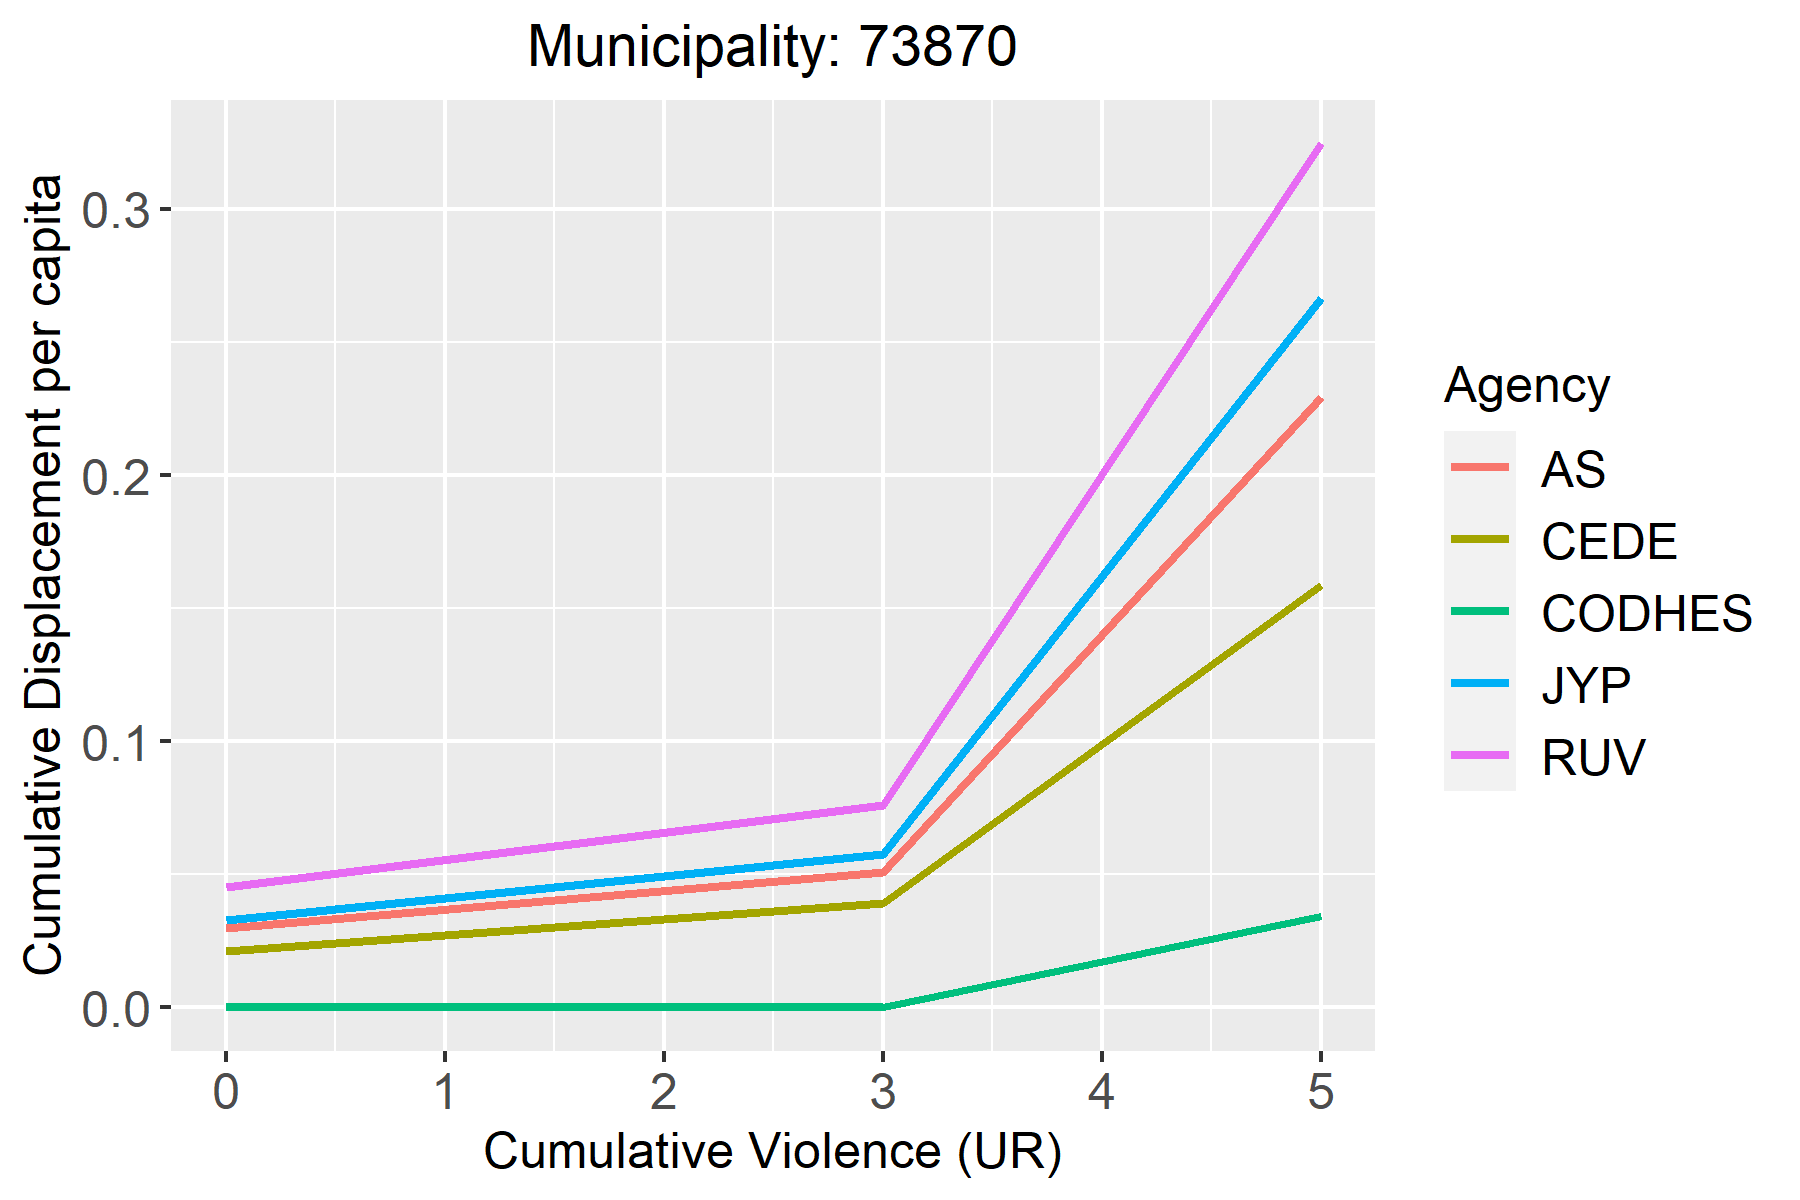 Municipality: 73870
Cumulative Displacement per capita
0.3
0.2
0.1
0.0
0 1 2 3 4 5
Cumulative Violence (UR)
Agency
AS
CEDE
CODHES
JYP
RUV